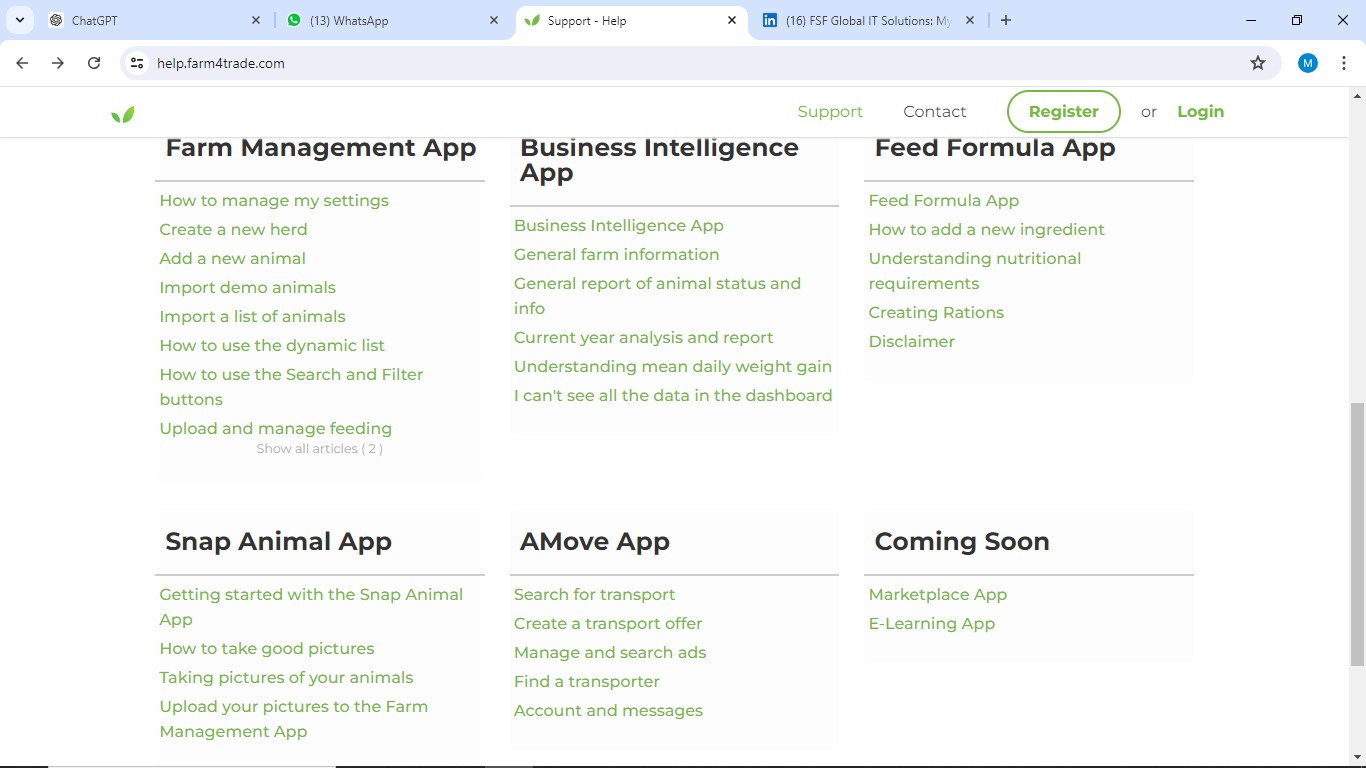 ChatGPT
(13) WhatsApp
Support - Help
(16) FSF Global IT Solutions: My
help.farm4trade.com
M
Support
Contact
Register
or
Login
Farm Management App
How to manage my settings
Create a new herd
Add a new animal
Import demo animals
Import a list of animals
How to use the dynamic list
How to use the Search and Filter
buttons
Upload and manage feeding
Show all articles ( 2 )
Business Intelligence
App
Business Intelligence App
General farm information
General report of animal status and
info
Current year analysis and report
Understanding mean daily weight gain
I can't see all the data in the dashboard
Feed Formula App
Feed Formula App
How to add a new ingredient
Understanding nutritional
requirements
Creating Rations
Disclaimer
Snap Animal App
Getting started with the Snap Animal
App
How to take good pictures
Taking pictures of your animals
Upload your pictures to the Farm
Management App
AMove App
Search for transport
Create a transport offer
Manage and search ads
Find a transporter
Account and messages
Coming Soon
Marketplace App
E-Learning App